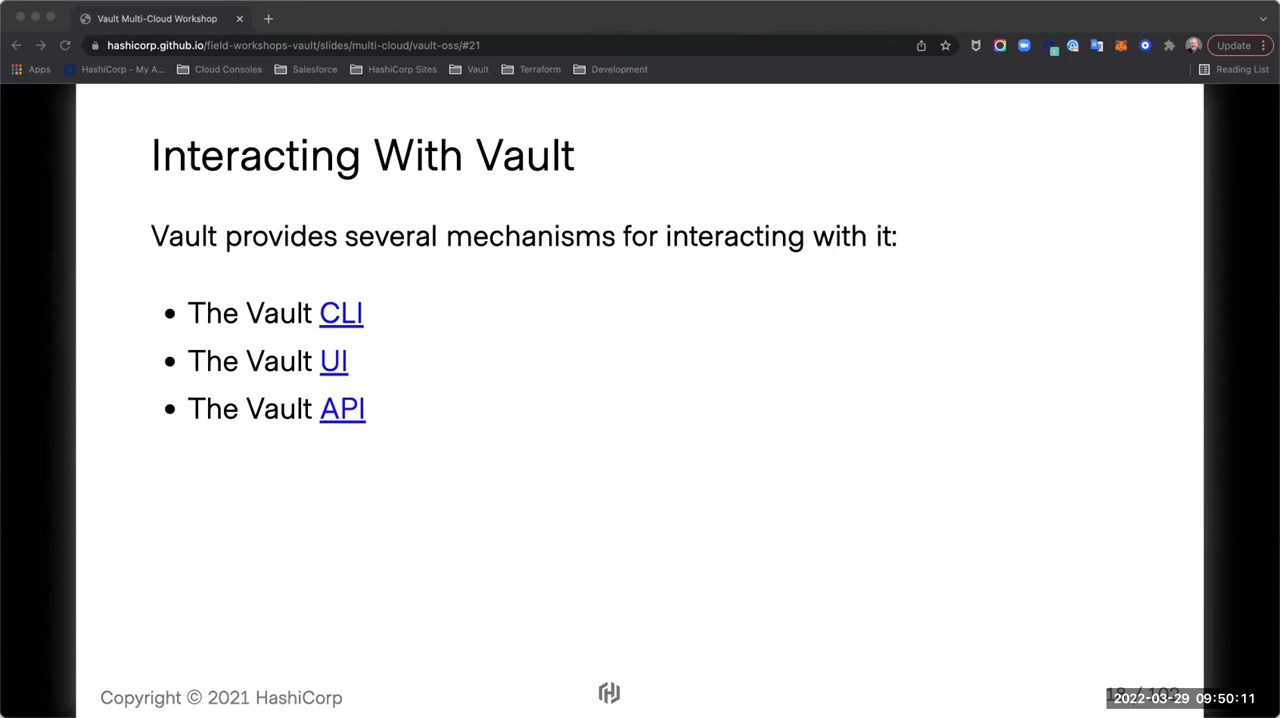 Vault Multi-Cloud Workshop
hashicorp.github.io/field-workshops-vault/slides/multi-cloud/vault-oss/#21
Update
Apps
HashiCorp - My A...
Cloud Consoles
Salesforce
HashiCorp Sites
Vault
Terraform
Development
Reading List
Interacting With Vault
Vault provides several mechanisms for interacting with it:
• The Vault CLI
• The Vault UI
• The Vault API
Copyright © 2021 HashiCorp
2022-03-29 09:50:11